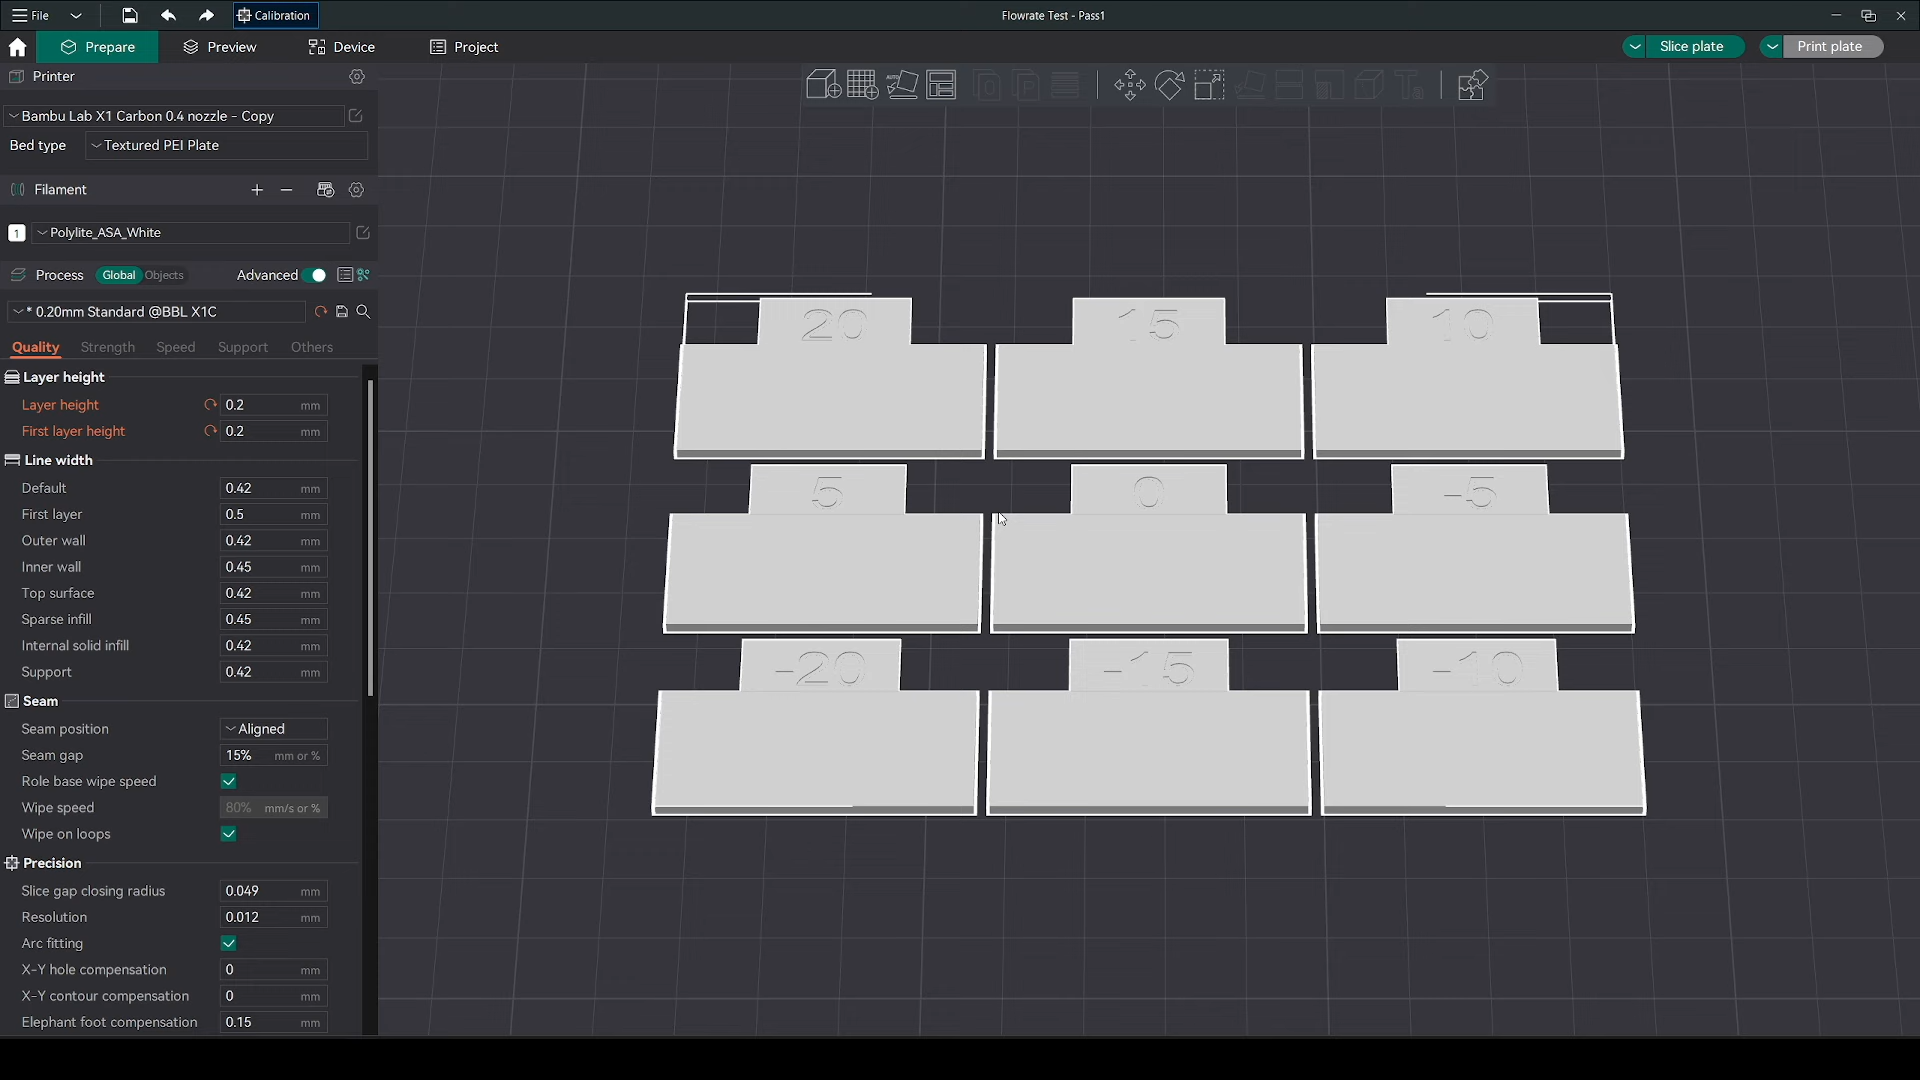 File
Calibration
Flowrate Test - Pass1
Prepare
Preview
Device
Project
Slice plate
Print plate
Printer
Bambu Lab X1 Carbon 0.4 nozzle - Copy
Bed type
Textured PEI Plate
Filament
1 Polylite_ASA_White
Process Global Objects Advanced
* 0.20mm Standard @BBL X1C
Quality Strength Speed Support Others
Layer height
Layer height 0.2 mm
First layer height 0.2 mm
Line width
Default 0.42 mm
First layer 0.5 mm
Outer wall 0.42 mm
Inner wall 0.45 mm
Top surface 0.42 mm
Sparse infill 0.45 mm
Internal solid infill 0.42 mm
Support 0.42 mm
Seam
Seam position Aligned
Seam gap 15% mm or %
Role base wipe speed
Wipe speed 80% mm/s or %
Wipe on loops
Precision
Slice gap closing radius 0.049 mm
Resolution 0.012 mm
Arc fitting
X-Y hole compensation 0 mm
X-Y contour compensation 0 mm
Elephant foot compensation 0.15 mm
AUTO
20 15 10
5 0 -5
-20 -15 -10